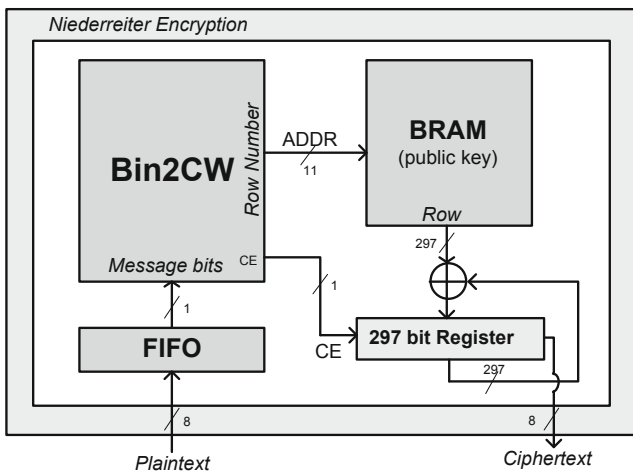 Niederreiter Encryption
Bin2CW
Row Number
ADDR
11
BRAM
(public key)
Row
297
CE
Message bits
1
1
FIFO
CE
297 bit Register
297
8
8
Plaintext
Ciphertext